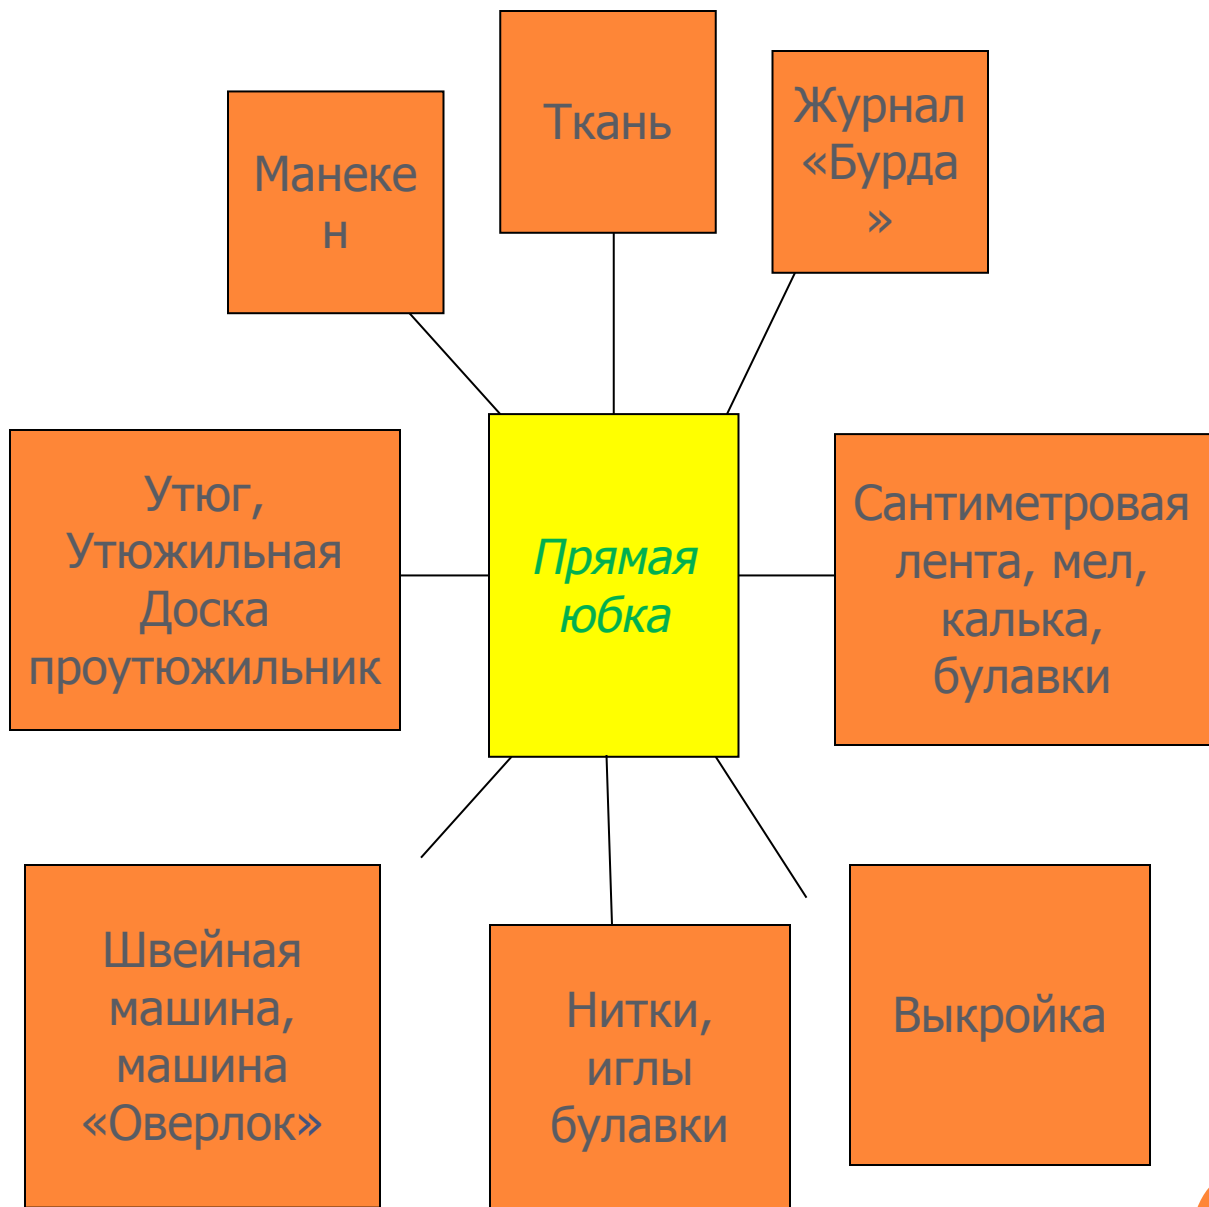 Ткань
Журнал
«Бурда
»
Манеке
н
Утюг,
Утюжильная
Доска
проутюжильник
Прямая
юбка
Сантиметровая
лента, мел,
калька,
булавки
Швейная
машина,
машина
«Оверлок»
Нитки,
иглы
булавки
Выкройка